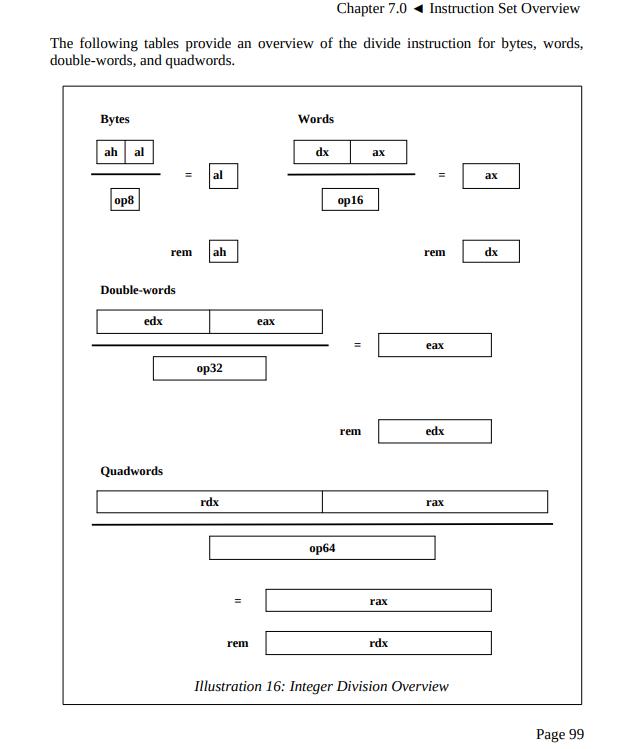 Chapter 7.0 ◄ Instruction Set Overview
The following tables provide an overview of the divide instruction for bytes, words,
double-words, and quadwords.
Bytes
Words
ah al
dx ax
= al
= ax
op8
op16
rem ah
rem dx
Double-words
edx eax
= eax
op32
rem edx
Quadwords
rdx rax
op64
= rax
rem rdx
Illustration 16: Integer Division Overview
Page 99